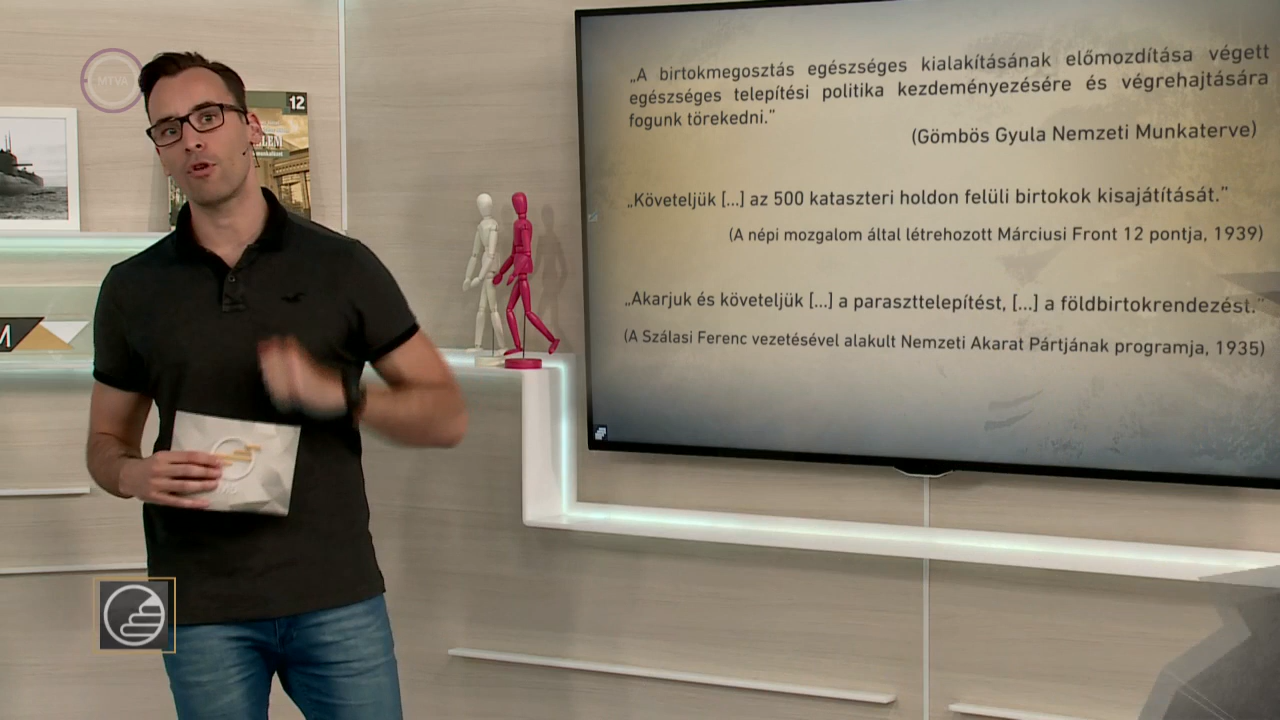 MTVA
12
„A birtokmegosztás egészséges kialakításának előmozdítása végett
egészséges telepítési politika kezdeményezésére és végrehajtására
fogunk törekedni.”
(Gömbös Gyula Nemzeti Munkaterve)
„Követeljük [...] az 500 kataszteri holdon felüli birtokok kisajátítását.”
(A népi mozgalom által létrehozott Márciusi Front 12 pontja, 1939)
„Akarjuk és követeljük [...] a paraszttelepítést, [...] a földbirtokrendezést.”
(A Szálasi Ferenc vezetésével alakult Nemzeti Akarat Pártjának programja, 1935)
M